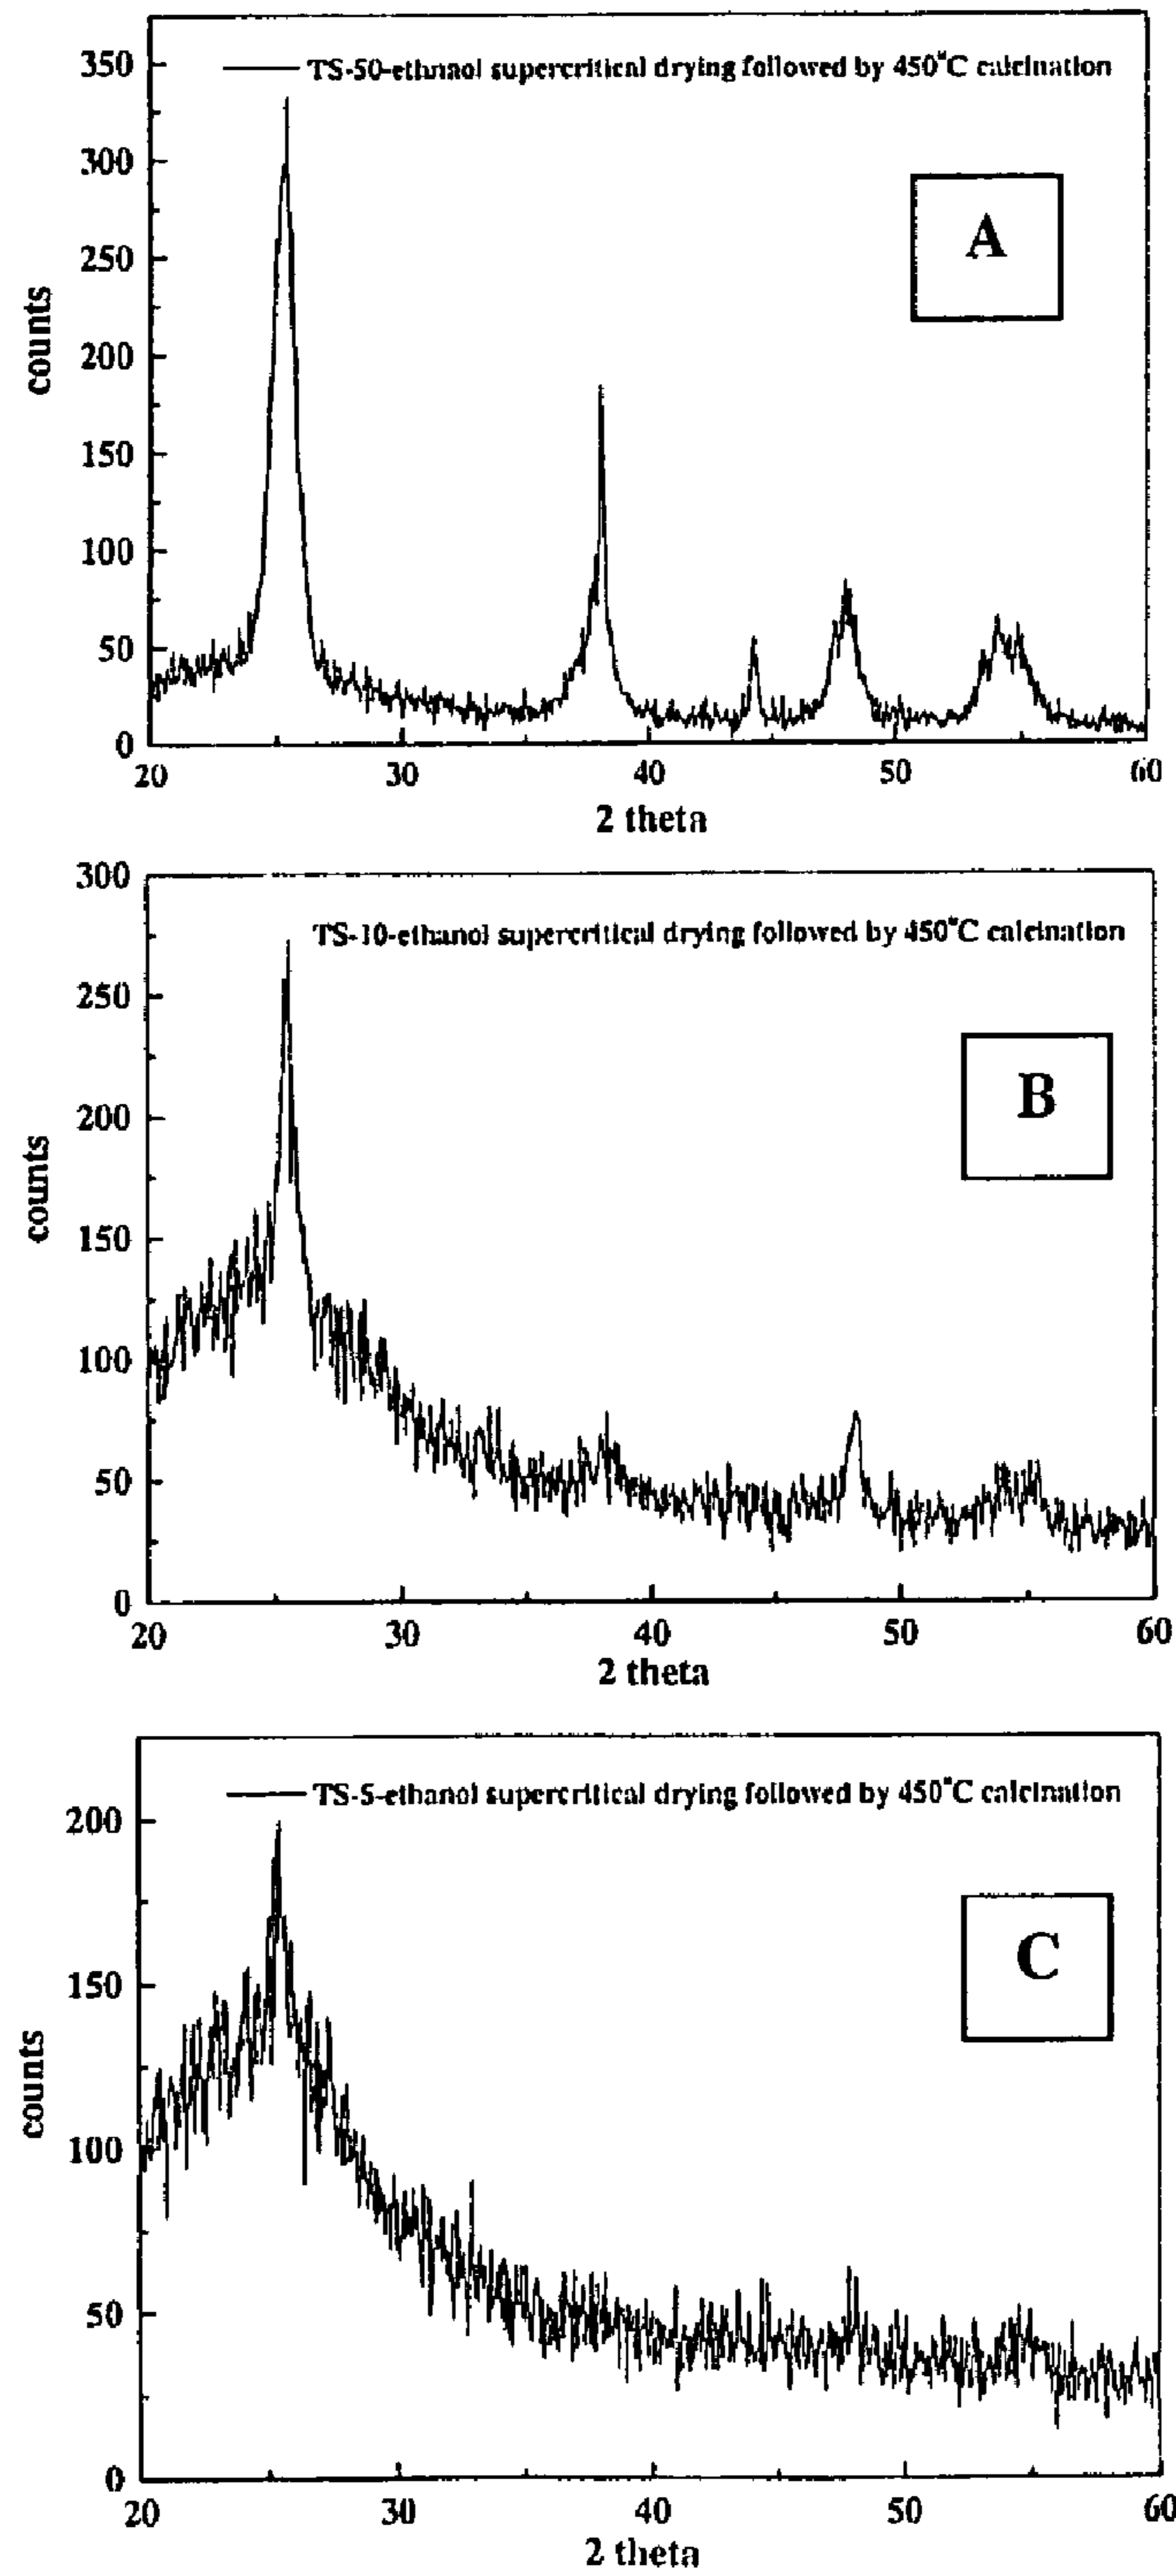 350
TS-50-ethnaol supercritical drying followed by 450°C calcination
300
A
250
counts
200
150
100
50
0
20 30 40 50 60
2 theta
300
TS-10-ethanol supercritical drying followed by 450°C calcination
250
B
200
counts
150
100
50
0
20 30 40 50 60
2 theta
TS-5-ethanol supercritical drying followed by 450°C calcination
200
C
150
counts
100
50
0
20 30 40 50 60
2 theta